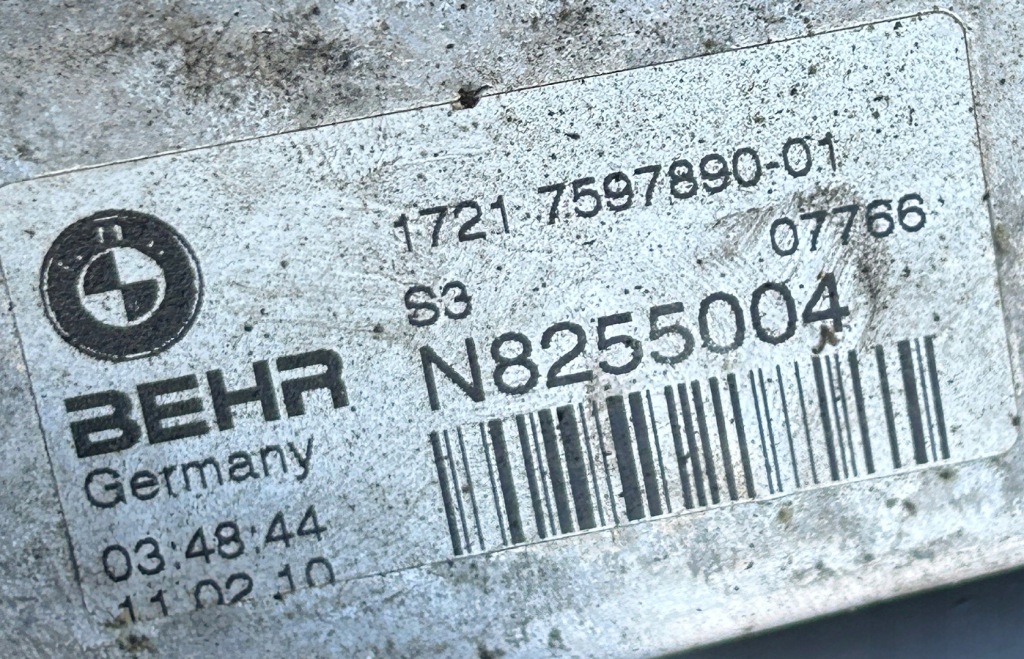 1721 7597890-01
07766
S3
N8255004
BEHR
Germany
03:48:44
11.02.10